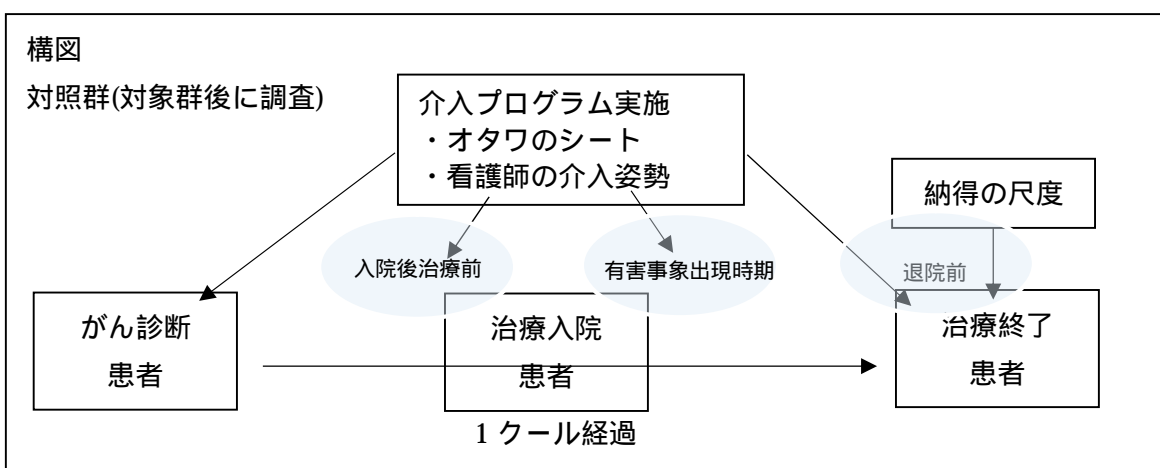 構図
対照群(対象群後に調査)
介入プログラム実施
・オタワのシート
・看護師の介入姿勢
納得の尺度
入院後治療前
有害事象出現時期
退院前
がん診断
患者
治療入院
患者
治療終了
患者
1 クール経過